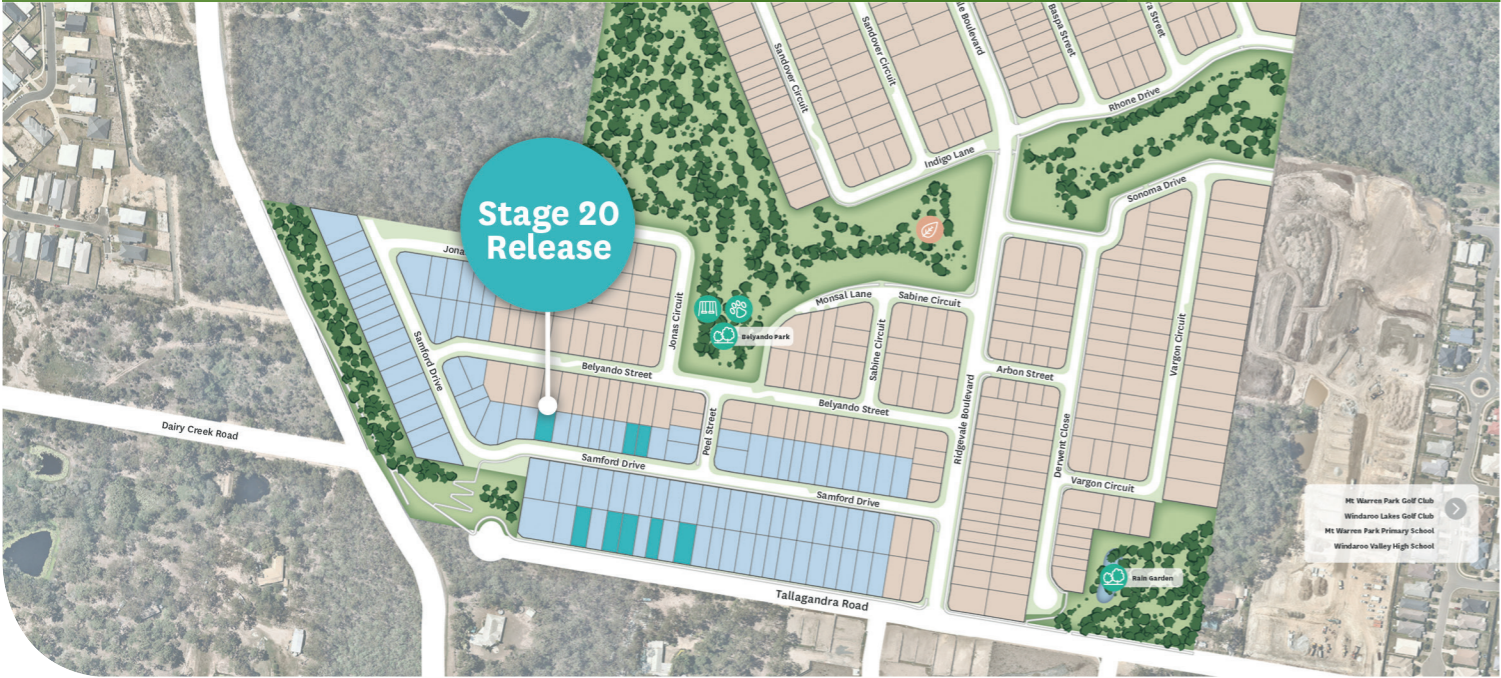 Sandover Circuit
Sandover Circuit
Boulevard
Baspa Street
Street
Rhone Drive
Indigo Lane
Sonoma Drive
Stage 20
Release
Jonas Circuit
Monsal Lane
Sabine Circuit
Belyando Park
Sabine Circuit
Vargon Circuit
Samford Drive
Belyando Street
Arbon Street
Belyando Street
Peel Street
Ridgevale Boulevard
Derwent Close
Dairy Creek Road
Samford Drive
Samford Drive
Vargon Circuit
Mt Warren Park Golf Club
Windaroo Lakes Golf Club
Mt Warren Park Primary School
Windaroo Valley High School
Rain Garden
Tallagandra Road